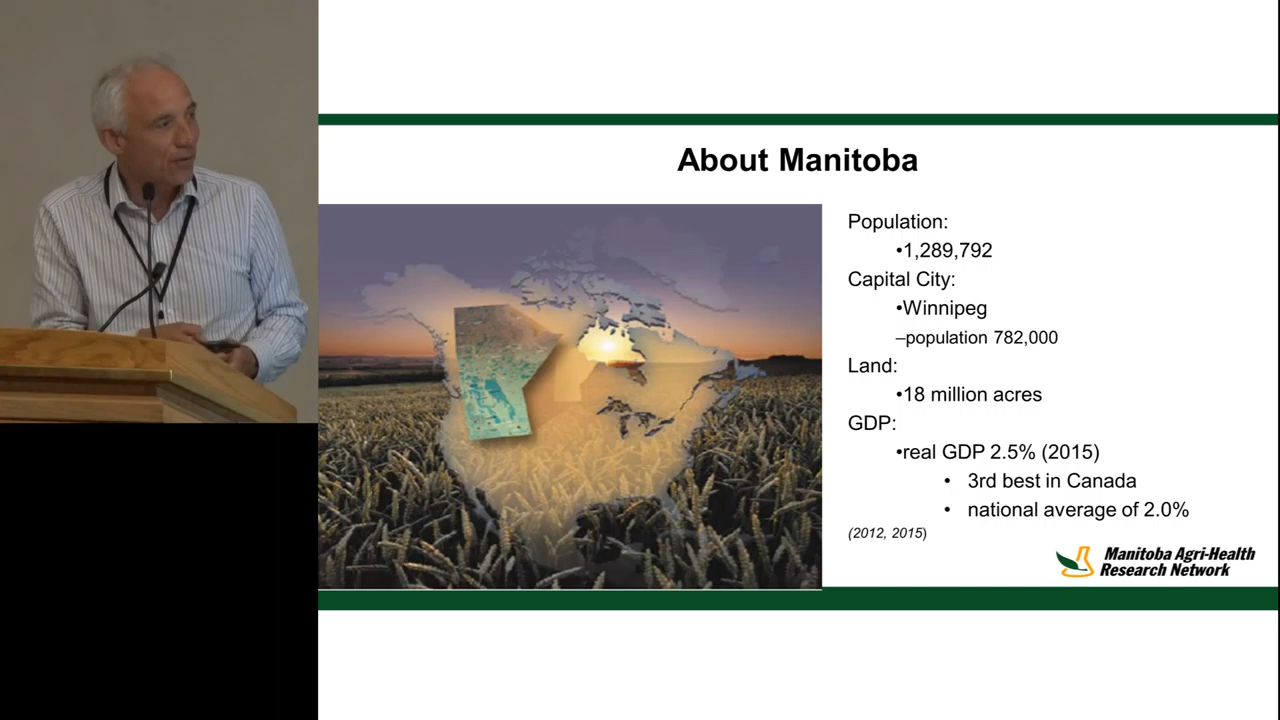 About Manitoba
Population:
•1,289,792
Capital City:
•Winnipeg
–population 782,000
Land:
•18 million acres
GDP:
•real GDP 2.5% (2015)
• 3rd best in Canada
• national average of 2.0%
(2012, 2015)
Manitoba Agri-Health
Research Network